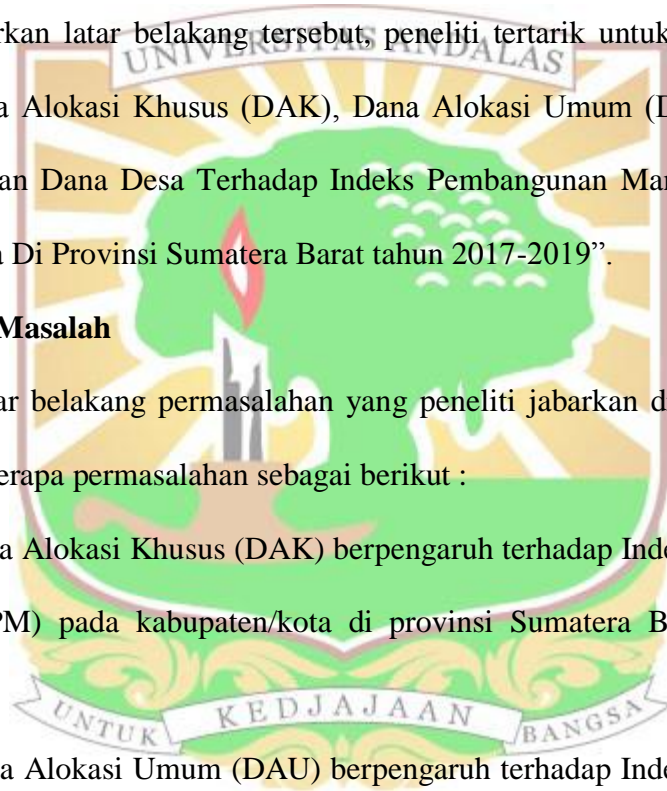 rkan latar belakang tersebut, peneliti tertarik untuk
UNIVERSITAS ANDALAS
a Alokasi Khusus (DAK), Dana Alokasi Umum (D
an Dana Desa Terhadap Indeks Pembangunan Mar
a Di Provinsi Sumatera Barat tahun 2017-2019”.
Masalah
ar belakang permasalahan yang peneliti jabarkan d
erapa permasalahan sebagai berikut :
a Alokasi Khusus (DAK) berpengaruh terhadap Inde
PM) pada kabupaten/kota di provinsi Sumatera B
UNTUK KEDJAJAAN BANGSA
a Alokasi Umum (DAU) berpengaruh terhadap Inde